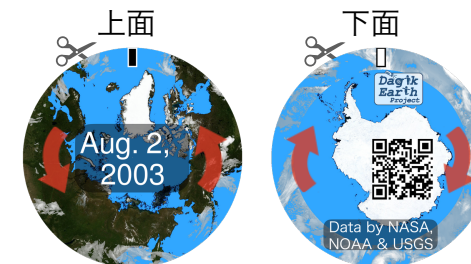 上面
下面
Aug. 2,
2003
Dagik
Earth
Project
Data by NASA,
NOAA & USGS